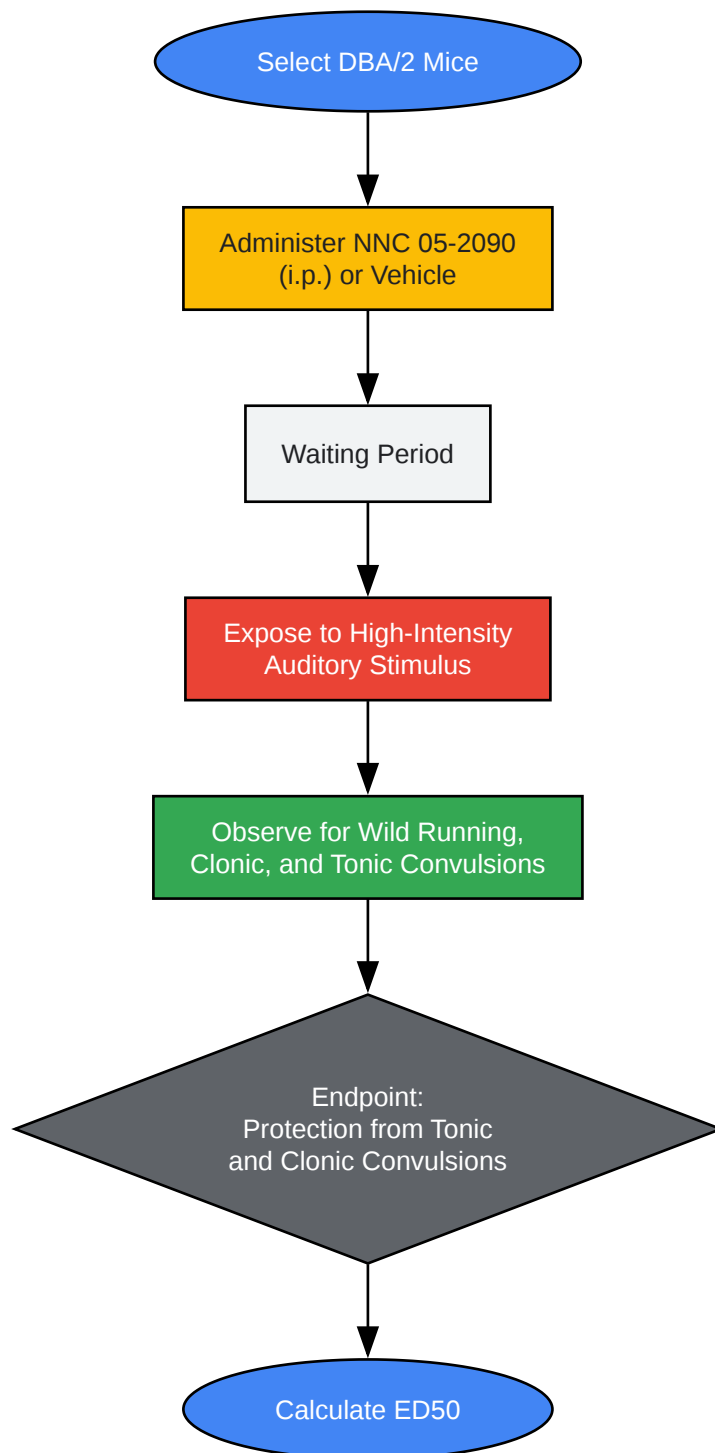 Select DBA/2 Mice
Administer NNC 05-2090
(i.p.) or Vehicle
Waiting Period
Expose to High-Intensity
Auditory Stimulus
Observe for Wild Running,
Clonic, and Tonic Convulsions
Endpoint:
Protection from Tonic
and Clonic Convulsions
Calculate ED50